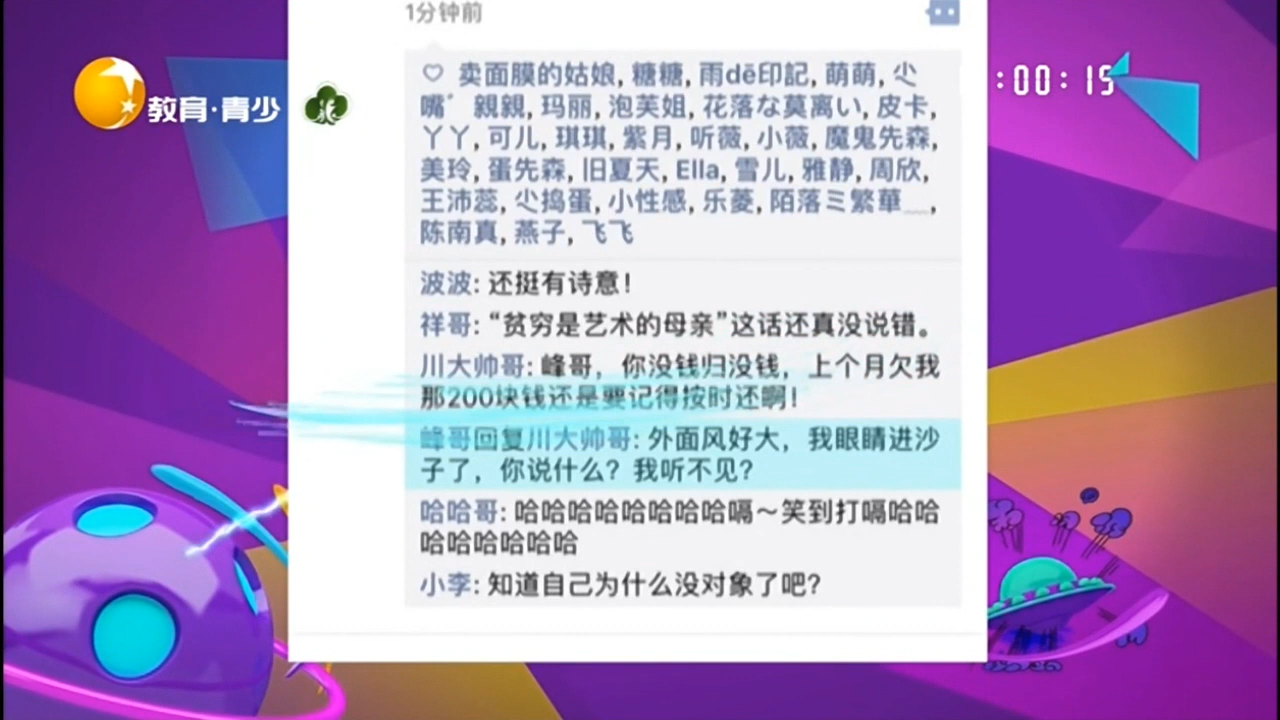 1分钟前
教育·青少
:00:15
卖面膜的姑娘, 糖糖, 雨dē印記, 萌萌, 尐
嘴゛親親, 玛丽, 泡芙姐, 花落な莫离い, 皮卡,
丫丫, 可儿, 琪琪, 紫月, 听薇, 小薇, 魔鬼先森,
美玲, 蛋先森, 旧夏天, Ella, 雪儿, 雅静, 周欣,
王沛蕊, 尐捣蛋, 小性感, 乐菱, 陌落ミ繁華﹏,
陈南真, 燕子, 飞飞
波波: 还挺有诗意！
祥哥: “贫穷是艺术的母亲”这话还真没说错。
川大帅哥: 峰哥，你没钱归没钱，上个月欠我
那200块钱还是要记得按时还啊！
峰哥回复川大帅哥: 外面风好大，我眼睛进沙
子了，你说什么？我听不见？
哈哈哥: 哈哈哈哈哈哈哈哈嗝～笑到打嗝哈哈
哈哈哈哈哈哈
小李: 知道自己为什么没对象了吧？